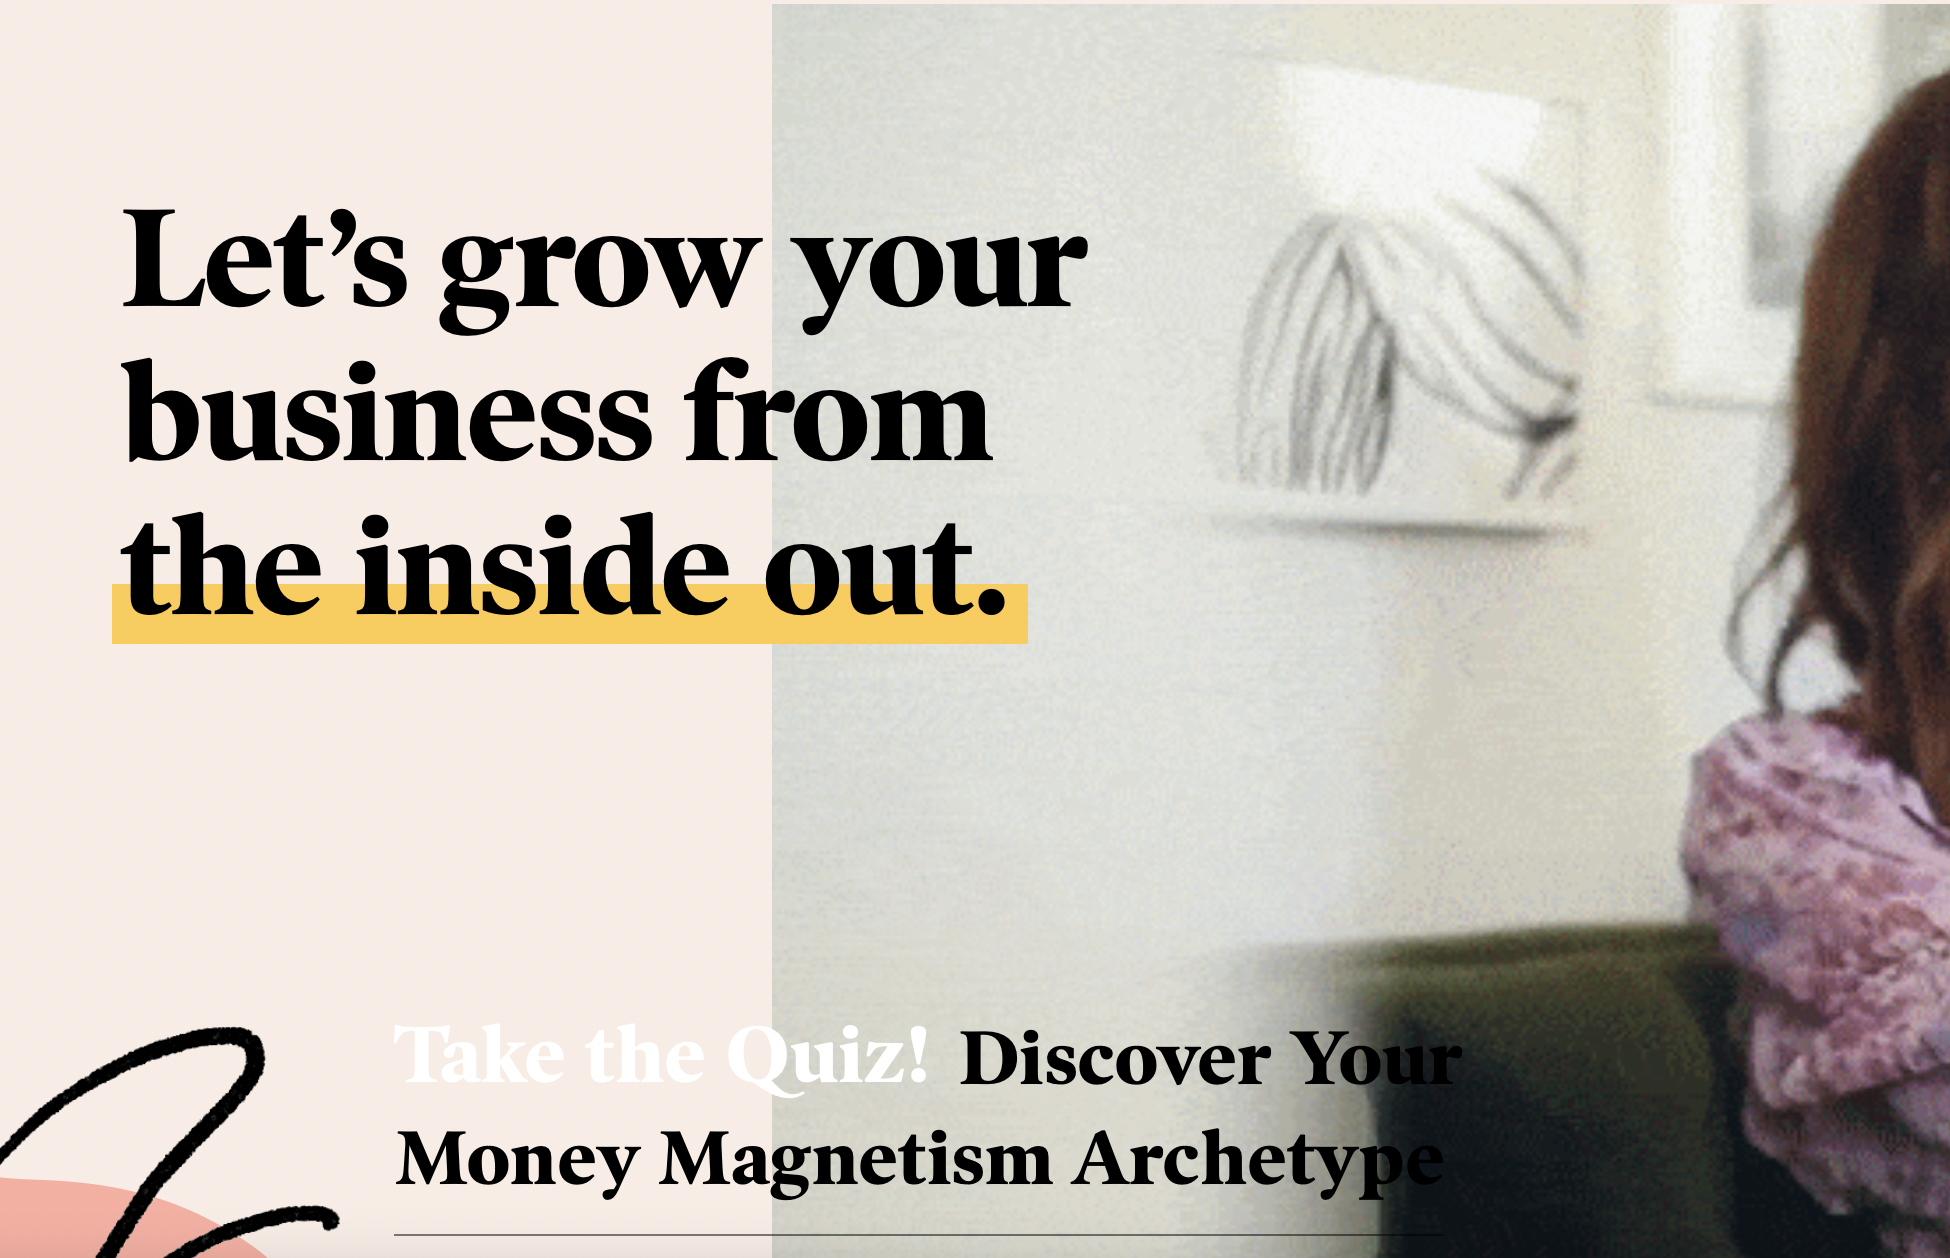 Let’s grow your
business from
the inside out.
Take the Quiz! Discover Your
Money Magnetism Archetype